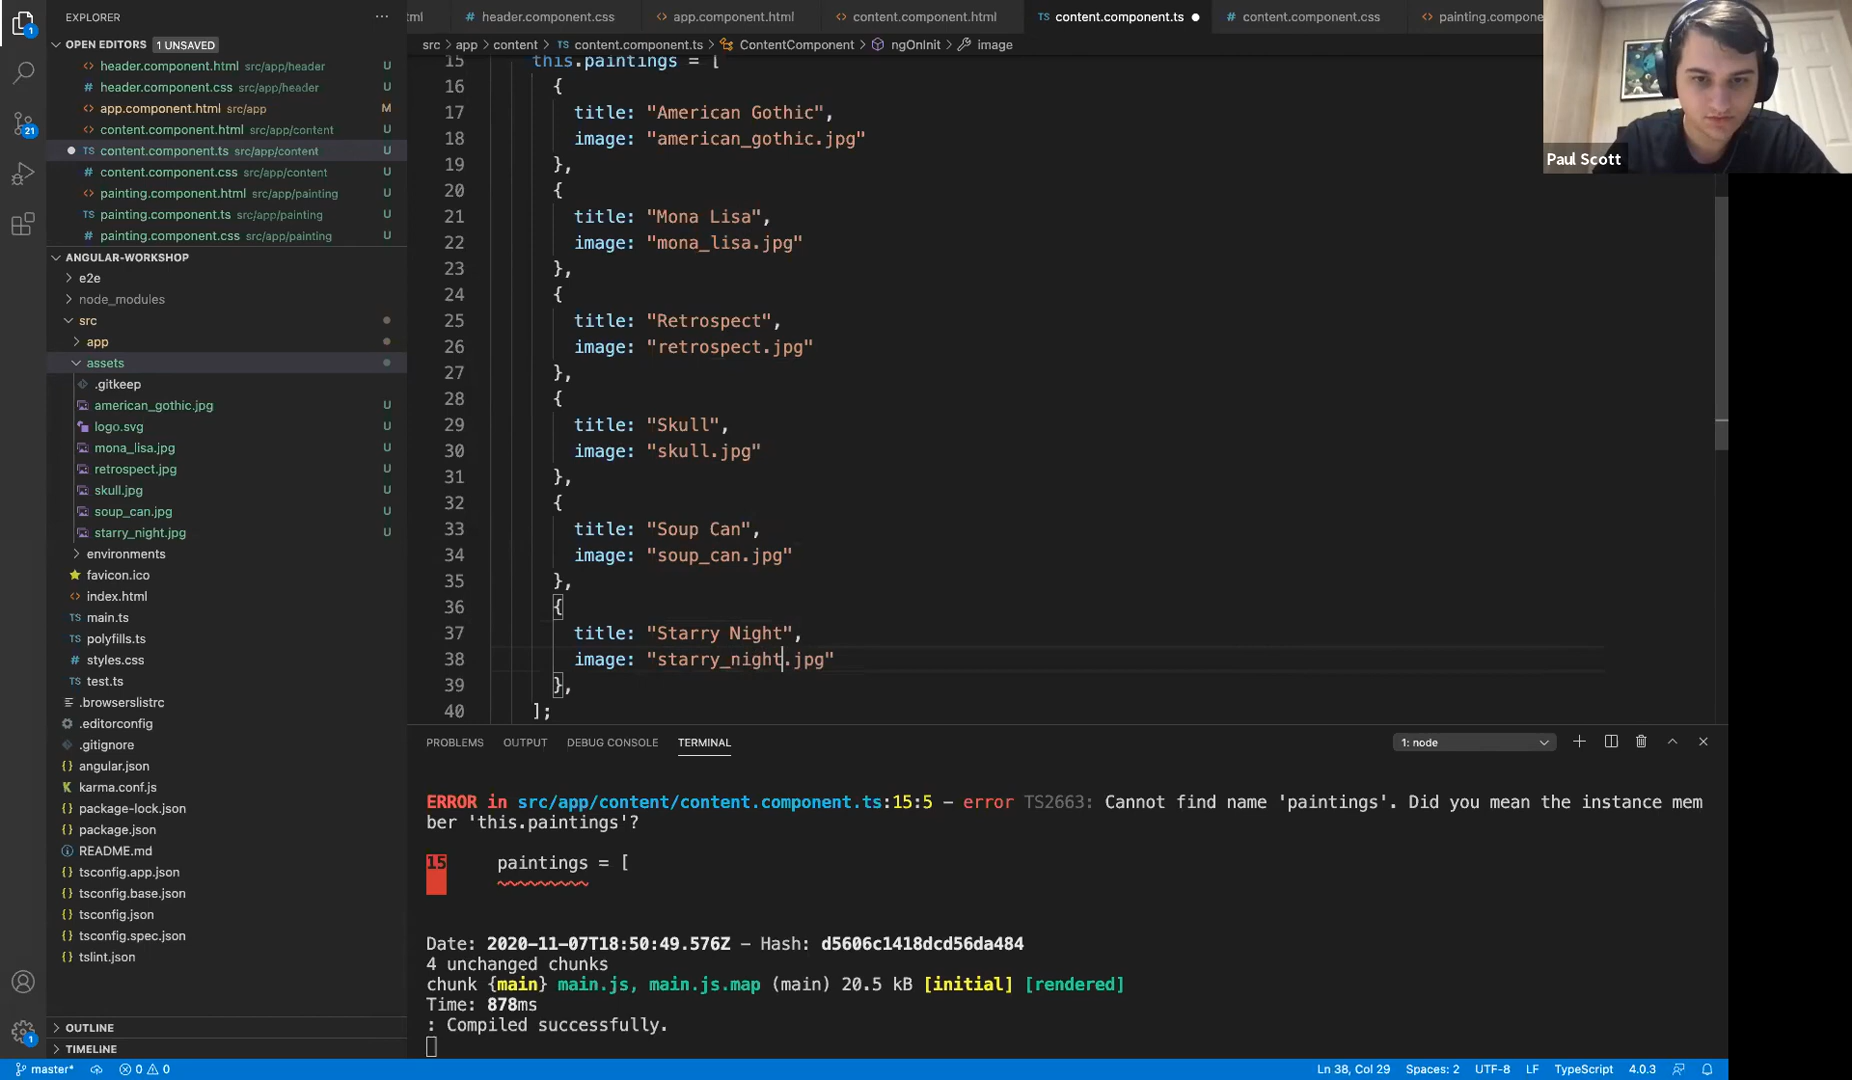 EXPLORER
OPEN EDITORS 1 UNSAVED
header.component.html src/app/header U
header.component.css src/app/header U
app.component.html src/app M
content.component.html src/app/content U
TS content.component.ts src/app/content U
# content.component.css src/app/content U
painting.component.html src/app/painting U
TS painting.component.ts src/app/painting U
# painting.component.css src/app/painting U
ANGULAR-WORKSHOP
e2e
node_modules
src
app
assets
.gitkeep
american_gothic.jpg U
logo.svg U
mona_lisa.jpg U
retrospect.jpg U
skull.jpg U
soup_can.jpg U
starry_night.jpg U
environments
favicon.ico
index.html
TS main.ts
TS polyfills.ts
# styles.css
TS test.ts
.browserslistrc
.editorconfig
.gitignore
{} angular.json
karma.conf.js
{} package-lock.json
{} package.json
README.md
{} tsconfig.app.json
{} tsconfig.base.json
{} tsconfig.json
{} tsconfig.spec.json
{} tslint.json
OUTLINE
TIMELINE
tml # header.component.css app.component.html content.component.html TS content.component.ts # content.component.css painting.compone
src > app > content > TS content.component.ts > ContentComponent > ngOnInit > image
15 this.paintings = [
16 {
17 title: "American Gothic",
18 image: "american_gothic.jpg"
19 },
20 {
21 title: "Mona Lisa",
22 image: "mona_lisa.jpg"
23 },
24 {
25 title: "Retrospect",
26 image: "retrospect.jpg"
27 },
28 {
29 title: "Skull",
30 image: "skull.jpg"
31 },
32 {
33 title: "Soup Can",
34 image: "soup_can.jpg"
35 },
36 {
37 title: "Starry Night",
38 image: "starry_night.jpg"
39 },
40 ];
Paul Scott
PROBLEMS OUTPUT DEBUG CONSOLE TERMINAL 1: node
ERROR in src/app/content/content.component.ts:15:5 - error TS2663: Cannot find name 'paintings'. Did you mean the instance mem
ber 'this.paintings'?
15 paintings = [
Date: 2020-11-07T18:50:49.576Z - Hash: d5606c1418dcd56da484
4 unchanged chunks
chunk {main} main.js, main.js.map (main) 20.5 kB [initial] [rendered]
Time: 878ms
: Compiled successfully.
1
21
1
master* 0 0 Ln 38, Col 29 Spaces: 2 UTF-8 LF TypeScript 4.0.3